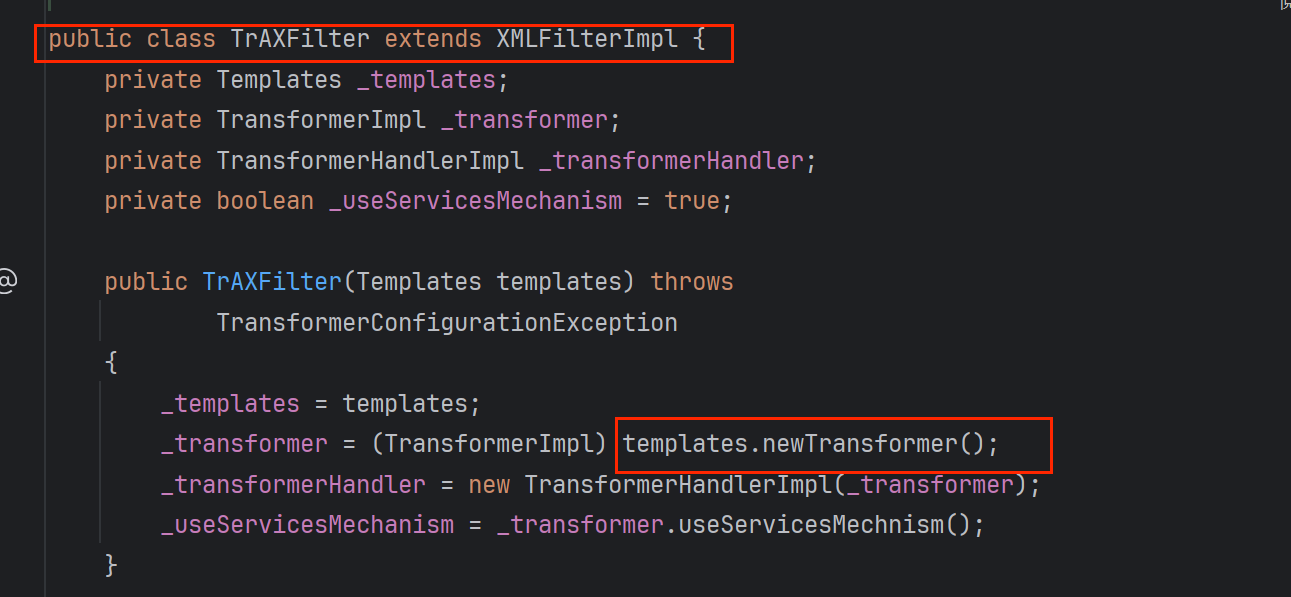 public class TrAXFilter extends XMLFilterImpl {
    private Templates _templates;
    private TransformerImpl _transformer;
    private TransformerHandlerImpl _transformerHandler;
    private boolean _useServicesMechanism = true;
@
    public TrAXFilter(Templates templates) throws
            TransformerConfigurationException
    {
        _templates = templates;
        _transformer = (TransformerImpl) templates.newTransformer();
        _transformerHandler = new TransformerHandlerImpl(_transformer);
        _useServicesMechanism = _transformer.useServicesMechnism();
    }